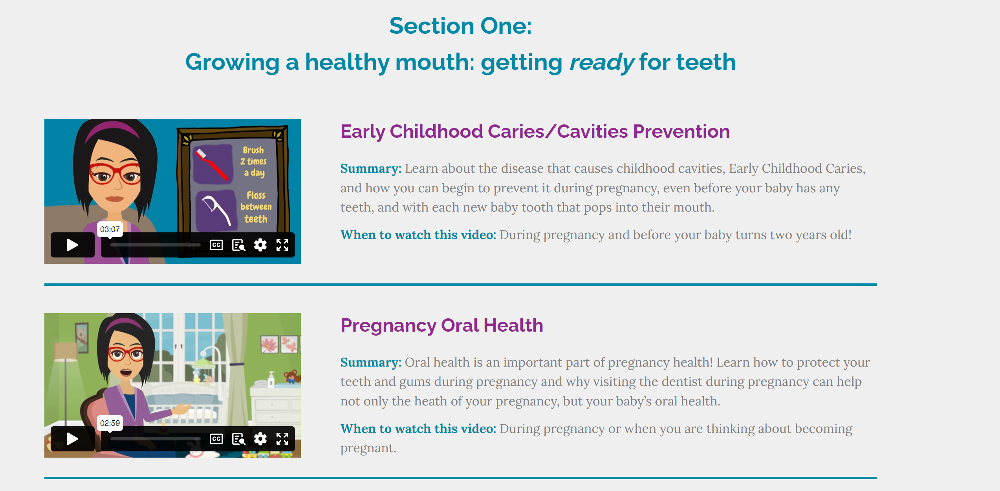 Section One:
Growing a healthy mouth: getting ready for teeth
Brush
2 times
a day
Floss
between
teeth
03:07
CC
Early Childhood Caries/Cavities Prevention
Summary: Learn about the disease that causes childhood cavities, Early Childhood Caries,
and how you can begin to prevent it during pregnancy, even before your baby has any
teeth, and with each new baby tooth that pops into their mouth.
When to watch this video: During pregnancy and before your baby turns two years old!
02:59
CC
Pregnancy Oral Health
Summary: Oral health is an important part of pregnancy health! Learn how to protect your
teeth and gums during pregnancy and why visiting the dentist during pregnancy can help
not only the heath of your pregnancy, but your baby’s oral health.
When to watch this video: During pregnancy or when you are thinking about becoming
pregnant.